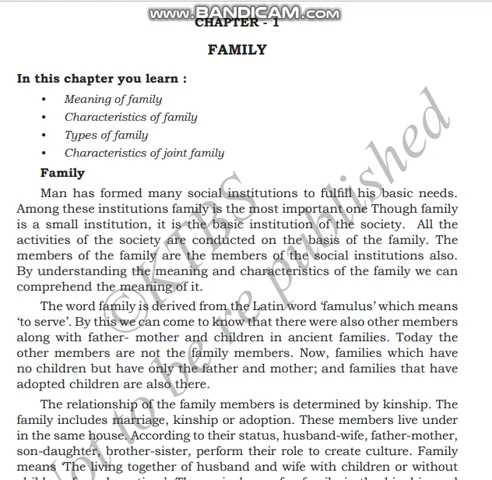 www.BANDICAM.com
CHAPTER - 1
FAMILY
In this chapter you learn :
• Meaning of family
• Characteristics of family
• Types of family
• Characteristics of joint family
Family
Man has formed many social institutions to fulfill his basic needs.
Among these institutions family is the most important one Though family
is a small institution, it is the basic institution of the society. All the
activities of the society are conducted on the basis of the family. The
members of the family are the members of the social institutions also.
By understanding the meaning and characteristics of the family we can
comprehend the meaning of it.
The word family is derived from the Latin word ‘famulus’ which means
‘to serve’. By this we can come to know that there were also other members
along with father- mother and children in ancient families. Today the
other members are not the family members. Now, families which have
no children but have only the father and mother; and families that have
adopted children are also there.
The relationship of the family members is determined by kinship. The
family includes marriage, kinship or adoption. These members live under
in the same house. According to their status, husband-wife, father-mother,
son-daughter, brother-sister, perform their role to create culture. Family
means ‘The living together of husband and wife with children or without
©KTBS
not to be republished